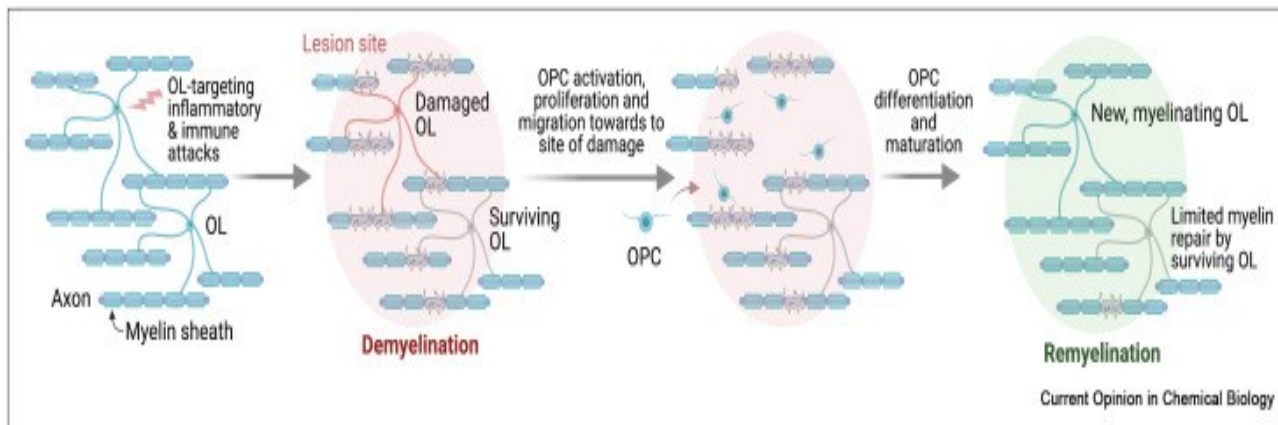 OL-targeting
inflammatory
& immune
attacks
OL
Axon
Myelin sheath
Lesion site
Damaged
OL
Surviving
OL
Demyelination
OPC activation,
proliferation and
migration towards to
site of damage
OPC
OPC
differentiation
and
maturation
New, myelinating OL
Limited myelin
repair by
surviving OL
Remyelination
Current Opinion in Chemical Biology